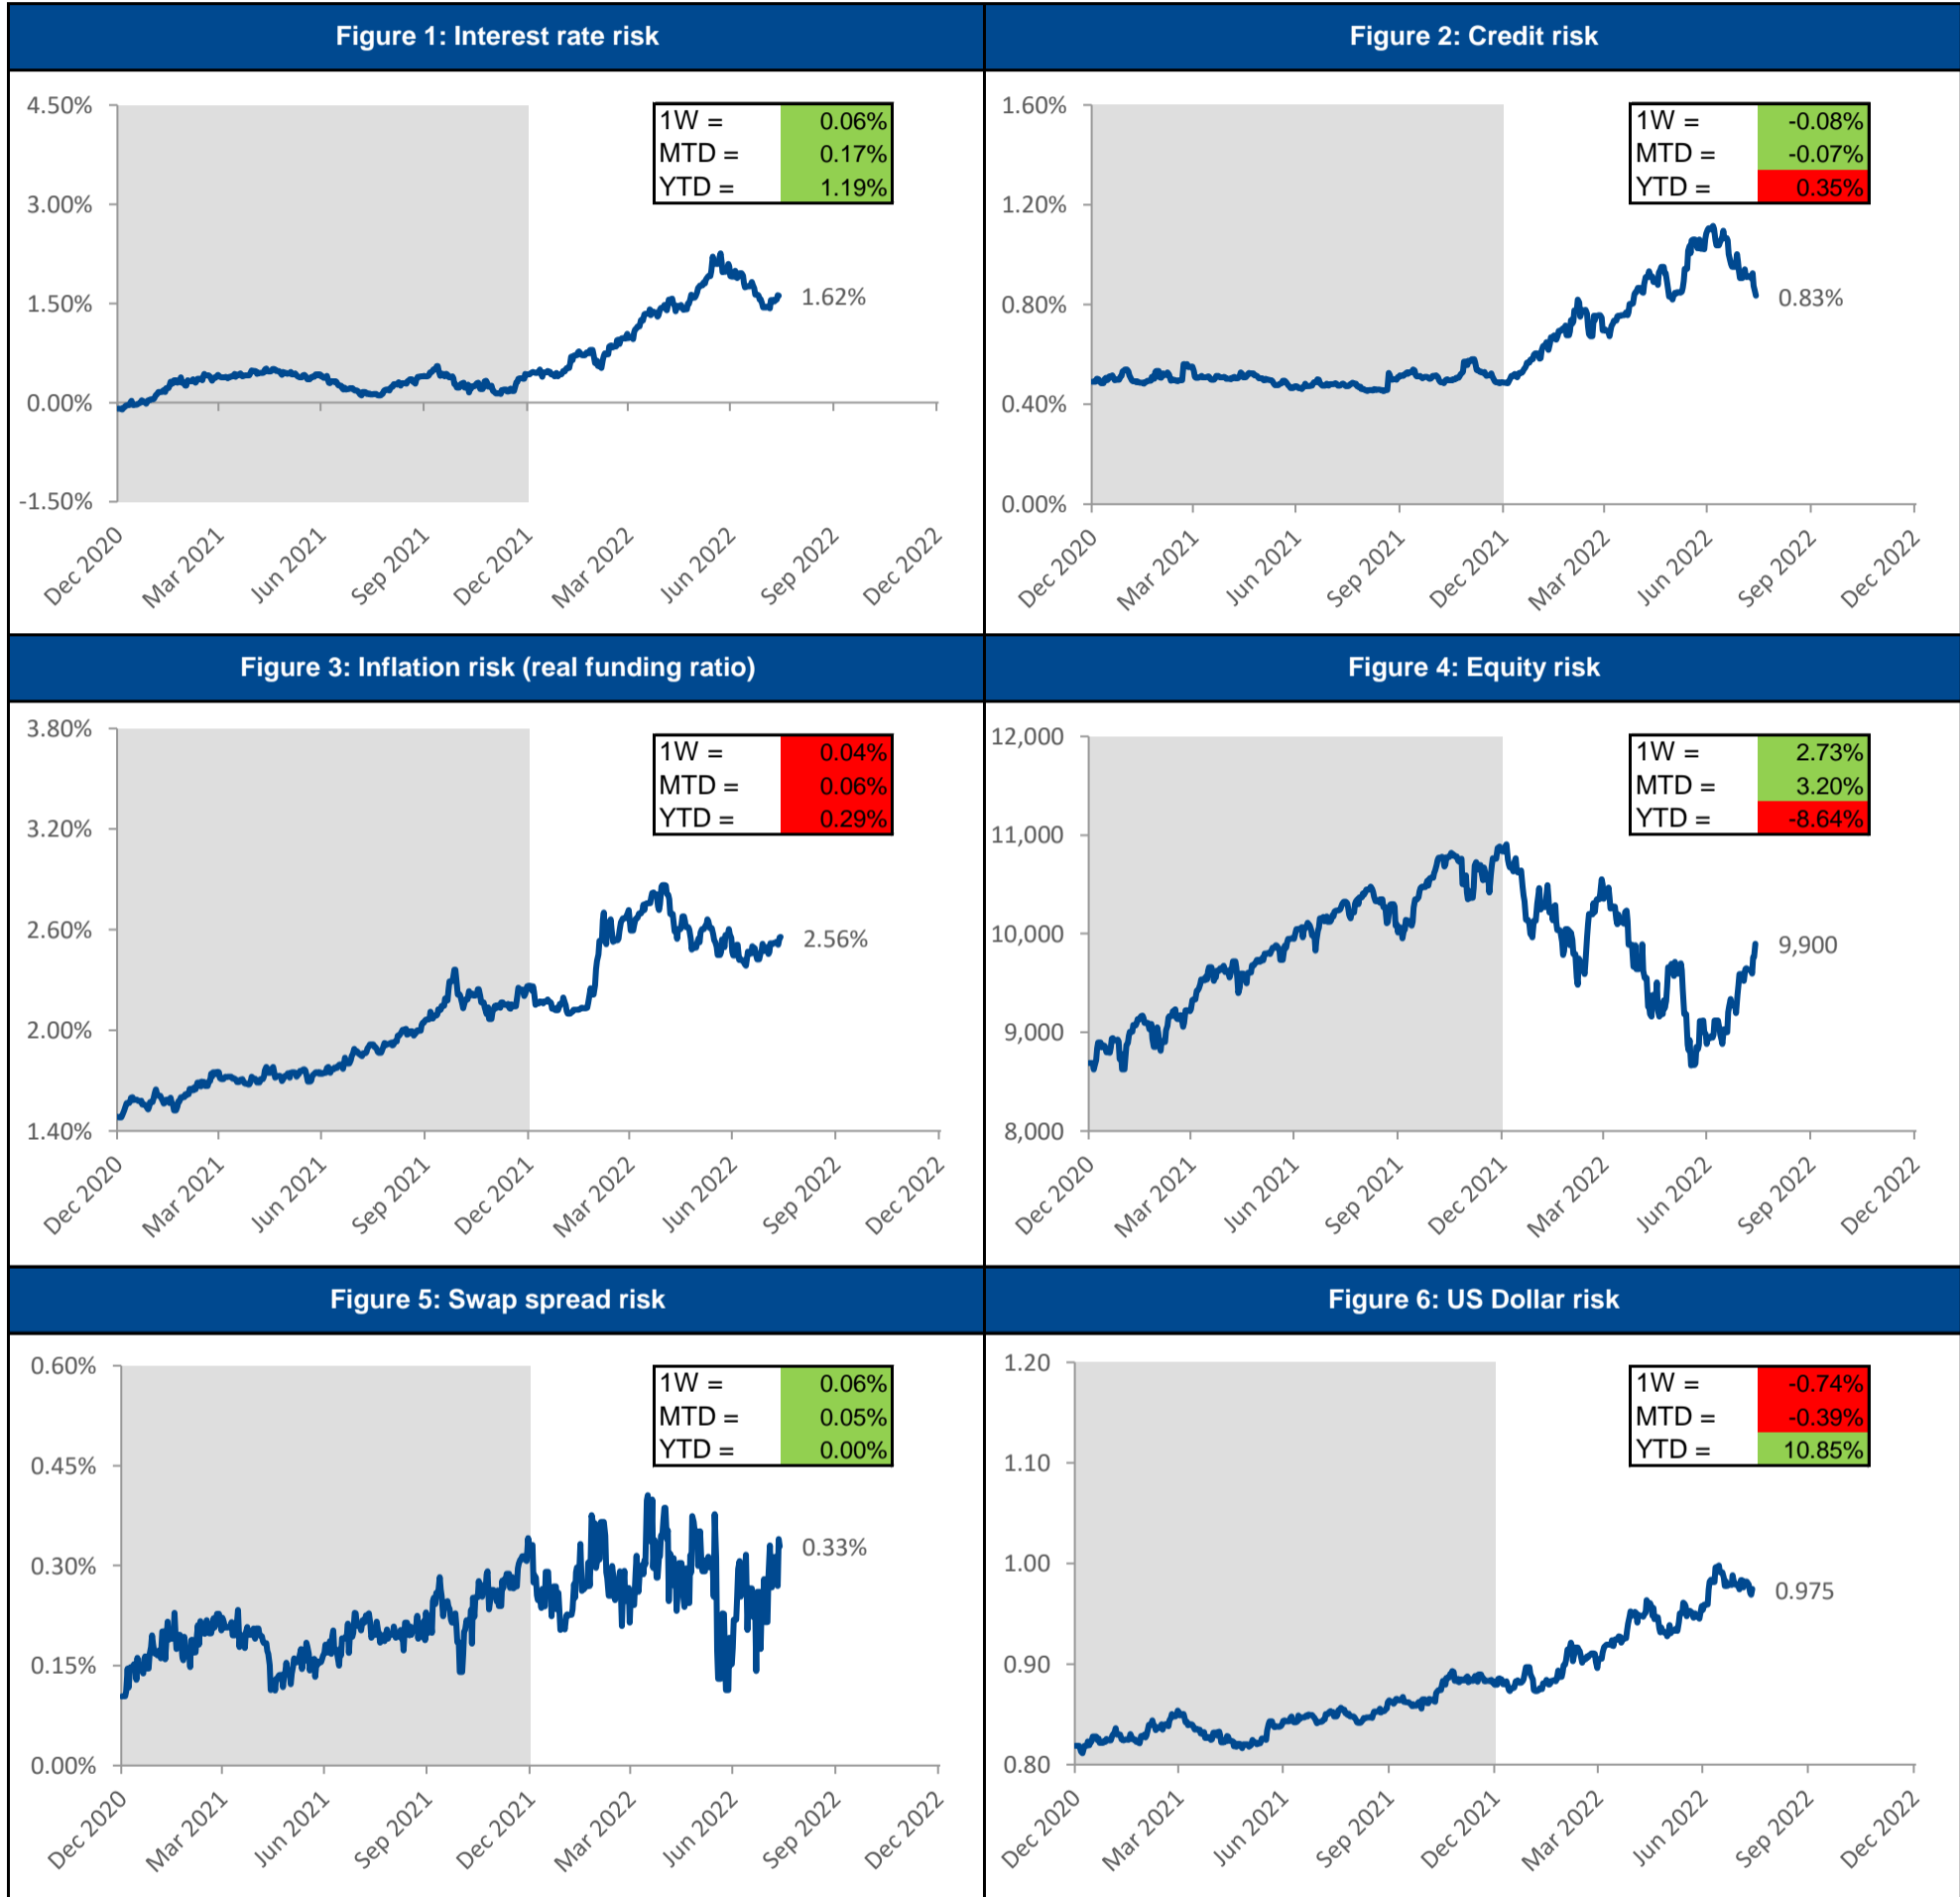 Figure 1: Interest rate risk
4.50%
3.00%
1.50%
0.00%
-1.50%
1W = 0.06%
MTD = 0.17%
YTD = 1.19%
1.62%
Dec 2020 Mar 2021 Jun 2021 Sep 2021 Dec 2021 Mar 2022 Jun 2022 Sep 2022 Dec 2022
Figure 2: Credit risk
1.60%
1.20%
0.80%
0.40%
0.00%
1W = -0.08%
MTD = -0.07%
YTD = 0.35%
0.83%
Dec 2020 Mar 2021 Jun 2021 Sep 2021 Dec 2021 Mar 2022 Jun 2022 Sep 2022 Dec 2022
Figure 3: Inflation risk (real funding ratio)
3.80%
3.20%
2.60%
2.00%
1.40%
1W = 0.04%
MTD = 0.06%
YTD = 0.29%
2.56%
Dec 2020 Mar 2021 Jun 2021 Sep 2021 Dec 2021 Mar 2022 Jun 2022 Sep 2022 Dec 2022
Figure 4: Equity risk
12,000
11,000
10,000
9,000
8,000
1W = 2.73%
MTD = 3.20%
YTD = -8.64%
9,900
Dec 2020 Mar 2021 Jun 2021 Sep 2021 Dec 2021 Mar 2022 Jun 2022 Sep 2022 Dec 2022
Figure 5: Swap spread risk
0.60%
0.45%
0.30%
0.15%
0.00%
1W = 0.06%
MTD = 0.05%
YTD = 0.00%
0.33%
Dec 2020 Mar 2021 Jun 2021 Sep 2021 Dec 2021 Mar 2022 Jun 2022 Sep 2022 Dec 2022
Figure 6: US Dollar risk
1.20
1.10
1.00
0.90
0.80
1W = -0.74%
MTD = -0.39%
YTD = 10.85%
0.975
Dec 2020 Mar 2021 Jun 2021 Sep 2021 Dec 2021 Mar 2022 Jun 2022 Sep 2022 Dec 2022